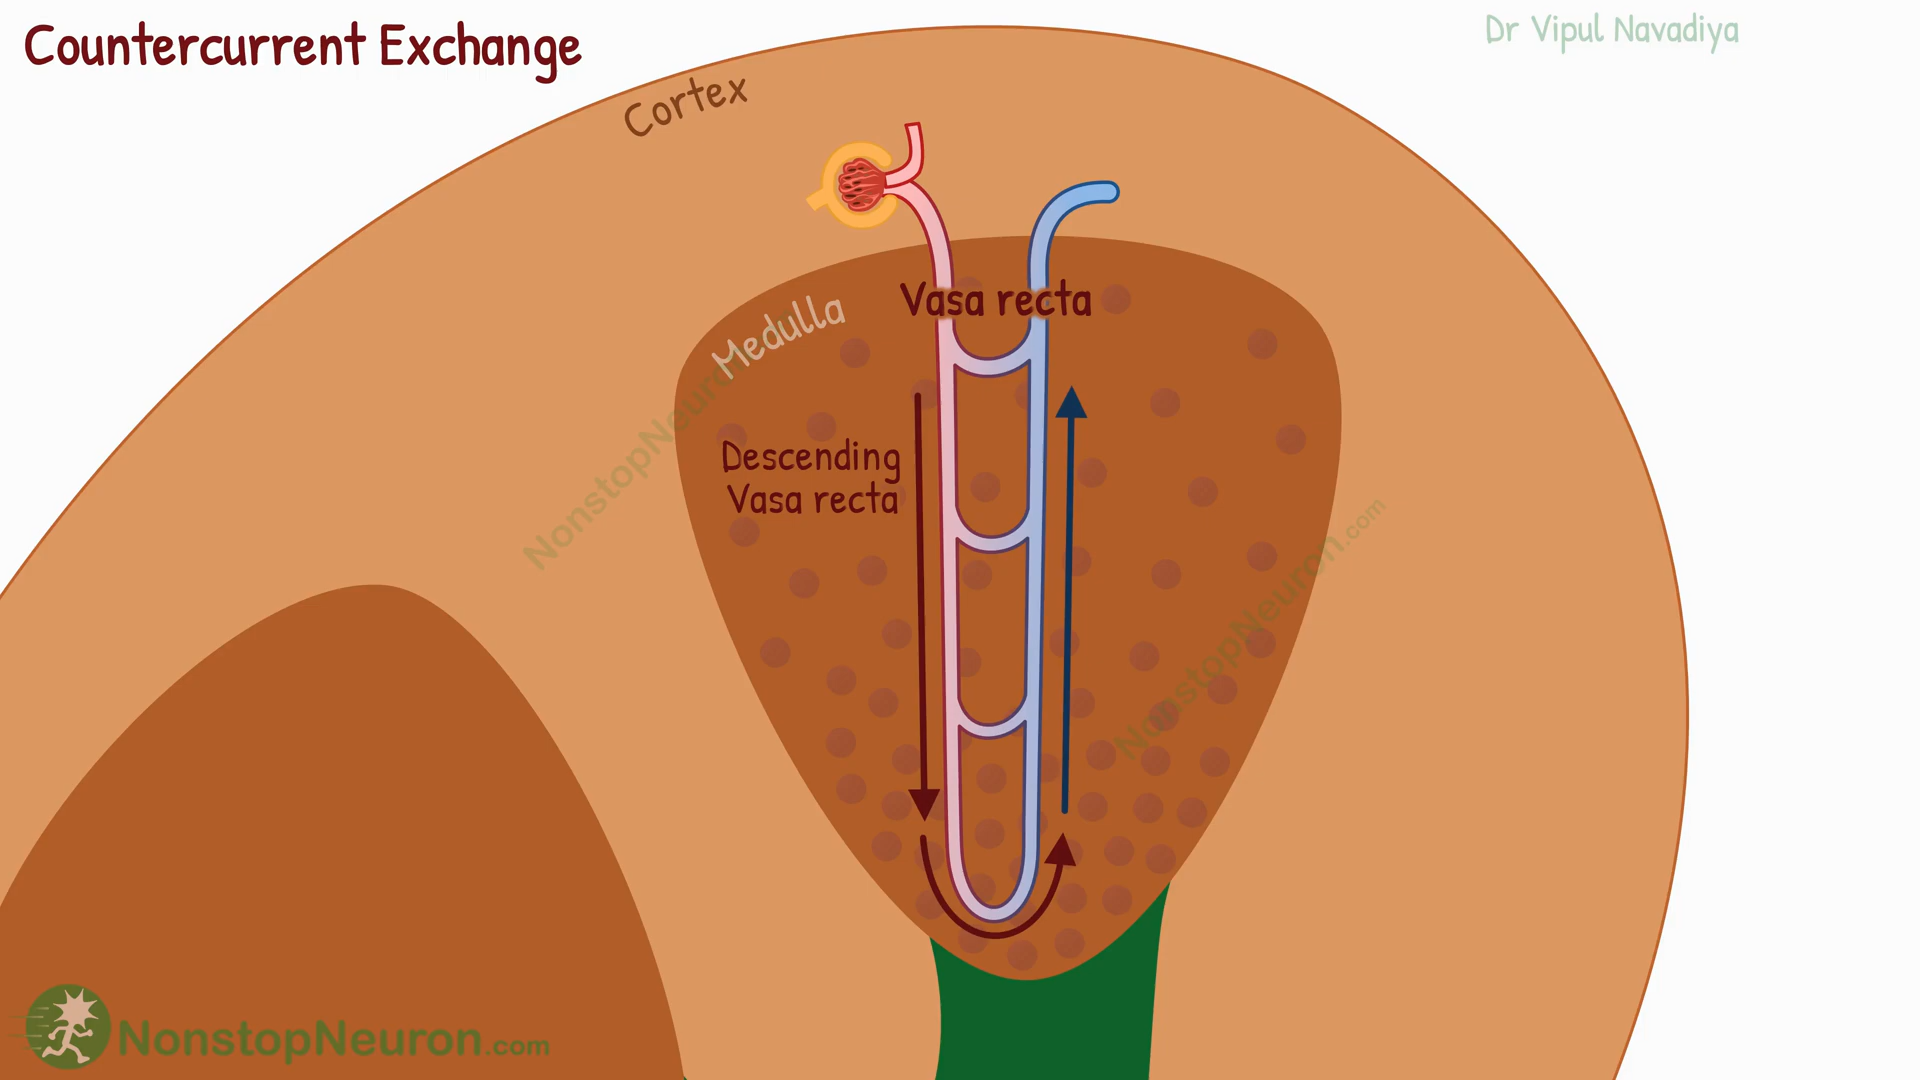 Countercurrent Exchange
Dr Vipul Navadiya
Cortex
Vasa recta
Medulla
Descending
Vasa recta
NonstopNeuron.com
NonstopNeuron.com
NonstopNeuron.com